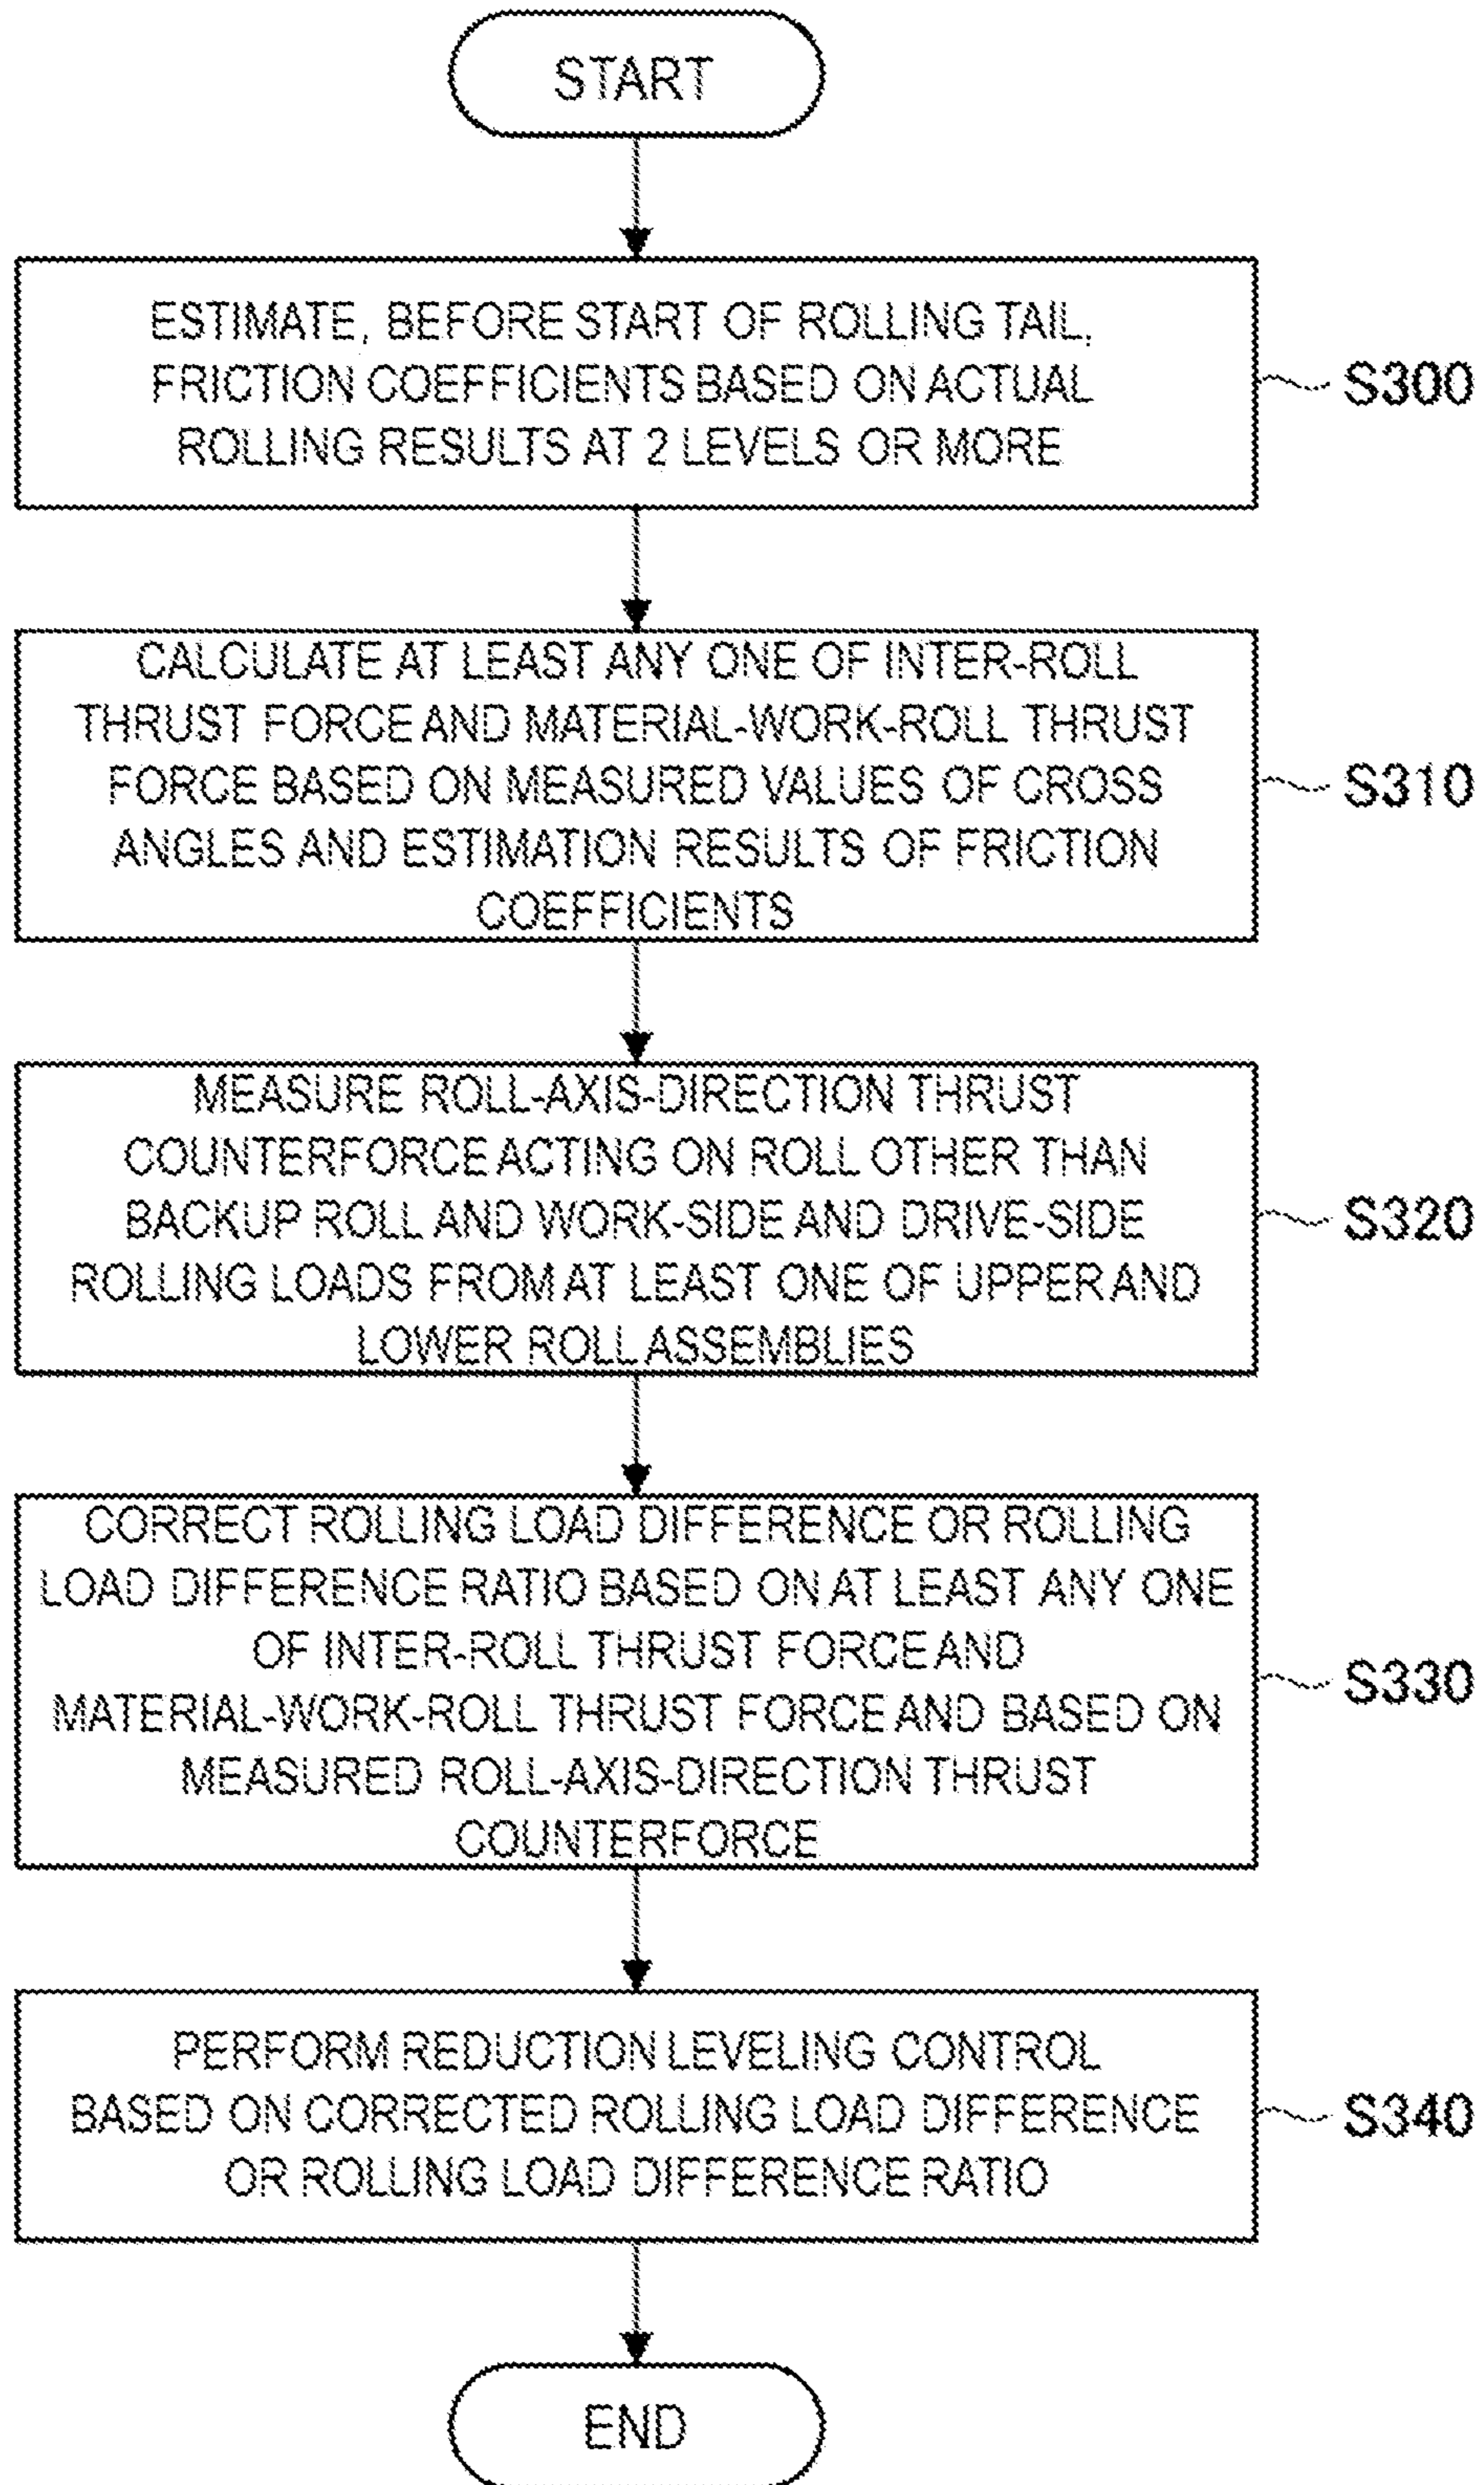 START
ESTIMATE, BEFORE START OF ROLLING TAIL,
FRICTION COEFFICIENTS BASED ON ACTUAL
ROLLING RESULTS AT 2 LEVELS OR MORE
S300
CALCULATE AT LEAST ANY ONE OF INTER-ROLL
THRUST FORCE AND MATERIAL-WORK-ROLL THRUST
FORCE BASED ON MEASURED VALUES OF CROSS
ANGLES AND ESTIMATION RESULTS OF FRICTION
COEFFICIENTS
S310
MEASURE ROLL-AXIS-DIRECTION THRUST
COUNTERFORCE ACTING ON ROLL OTHER THAN
BACKUP ROLL AND WORK-SIDE AND DRIVE-SIDE
ROLLING LOADS FROM AT LEAST ONE OF UPPER AND
LOWER ROLL ASSEMBLIES
S320
CORRECT ROLLING LOAD DIFFERENCE OR ROLLING
LOAD DIFFERENCE RATIO BASED ON AT LEAST ANY ONE
OF INTER-ROLL THRUST FORCE AND
MATERIAL-WORK-ROLL THRUST FORCE AND BASED ON
MEASURED ROLL-AXIS-DIRECTION THRUST
COUNTERFORCE
S330
PERFORM REDUCTION LEVELING CONTROL
BASED ON CORRECTED ROLLING LOAD DIFFERENCE
OR ROLLING LOAD DIFFERENCE RATIO
S340
END